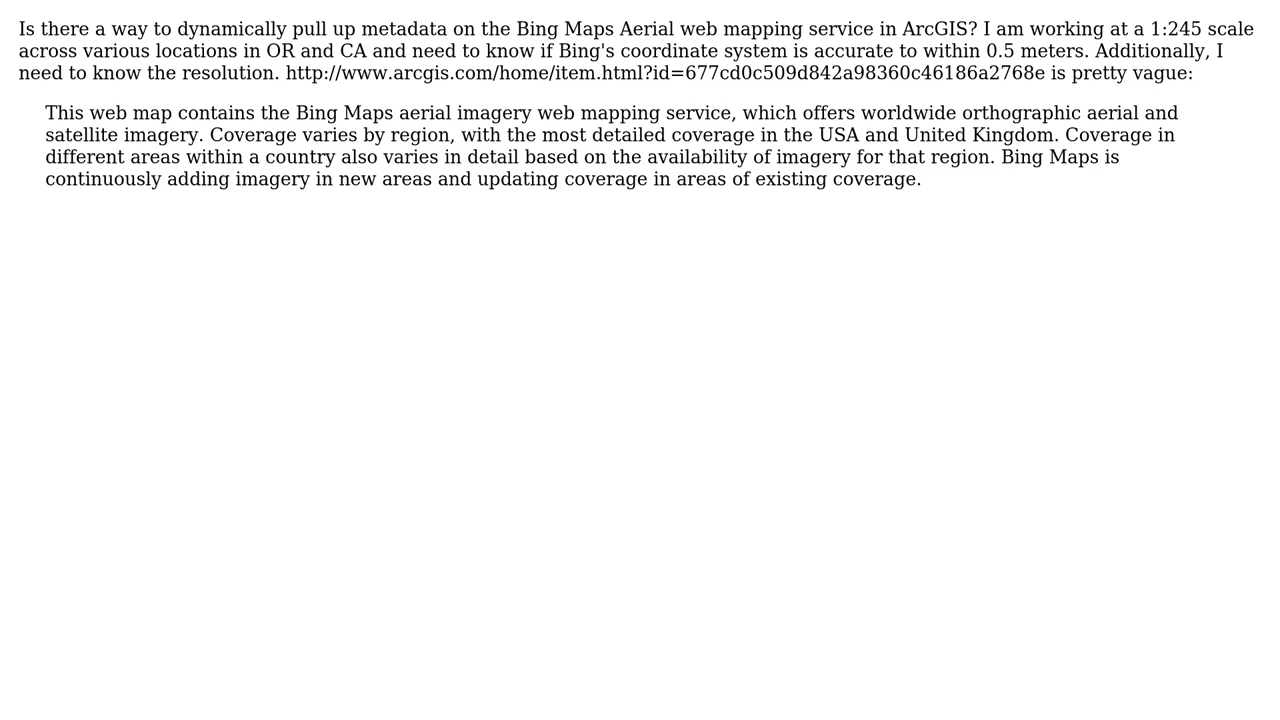 Is there a way to dynamically pull up metadata on the Bing Maps Aerial web mapping service in ArcGIS? I am working at a 1:245 scale
across various locations in OR and CA and need to know if Bing's coordinate system is accurate to within 0.5 meters. Additionally, I
need to know the resolution. http://www.arcgis.com/home/item.html?id=677cd0c509d842a98360c46186a2768e is pretty vague:
This web map contains the Bing Maps aerial imagery web mapping service, which offers worldwide orthographic aerial and
satellite imagery. Coverage varies by region, with the most detailed coverage in the USA and United Kingdom. Coverage in
different areas within a country also varies in detail based on the availability of imagery for that region. Bing Maps is
continuously adding imagery in new areas and updating coverage in areas of existing coverage.